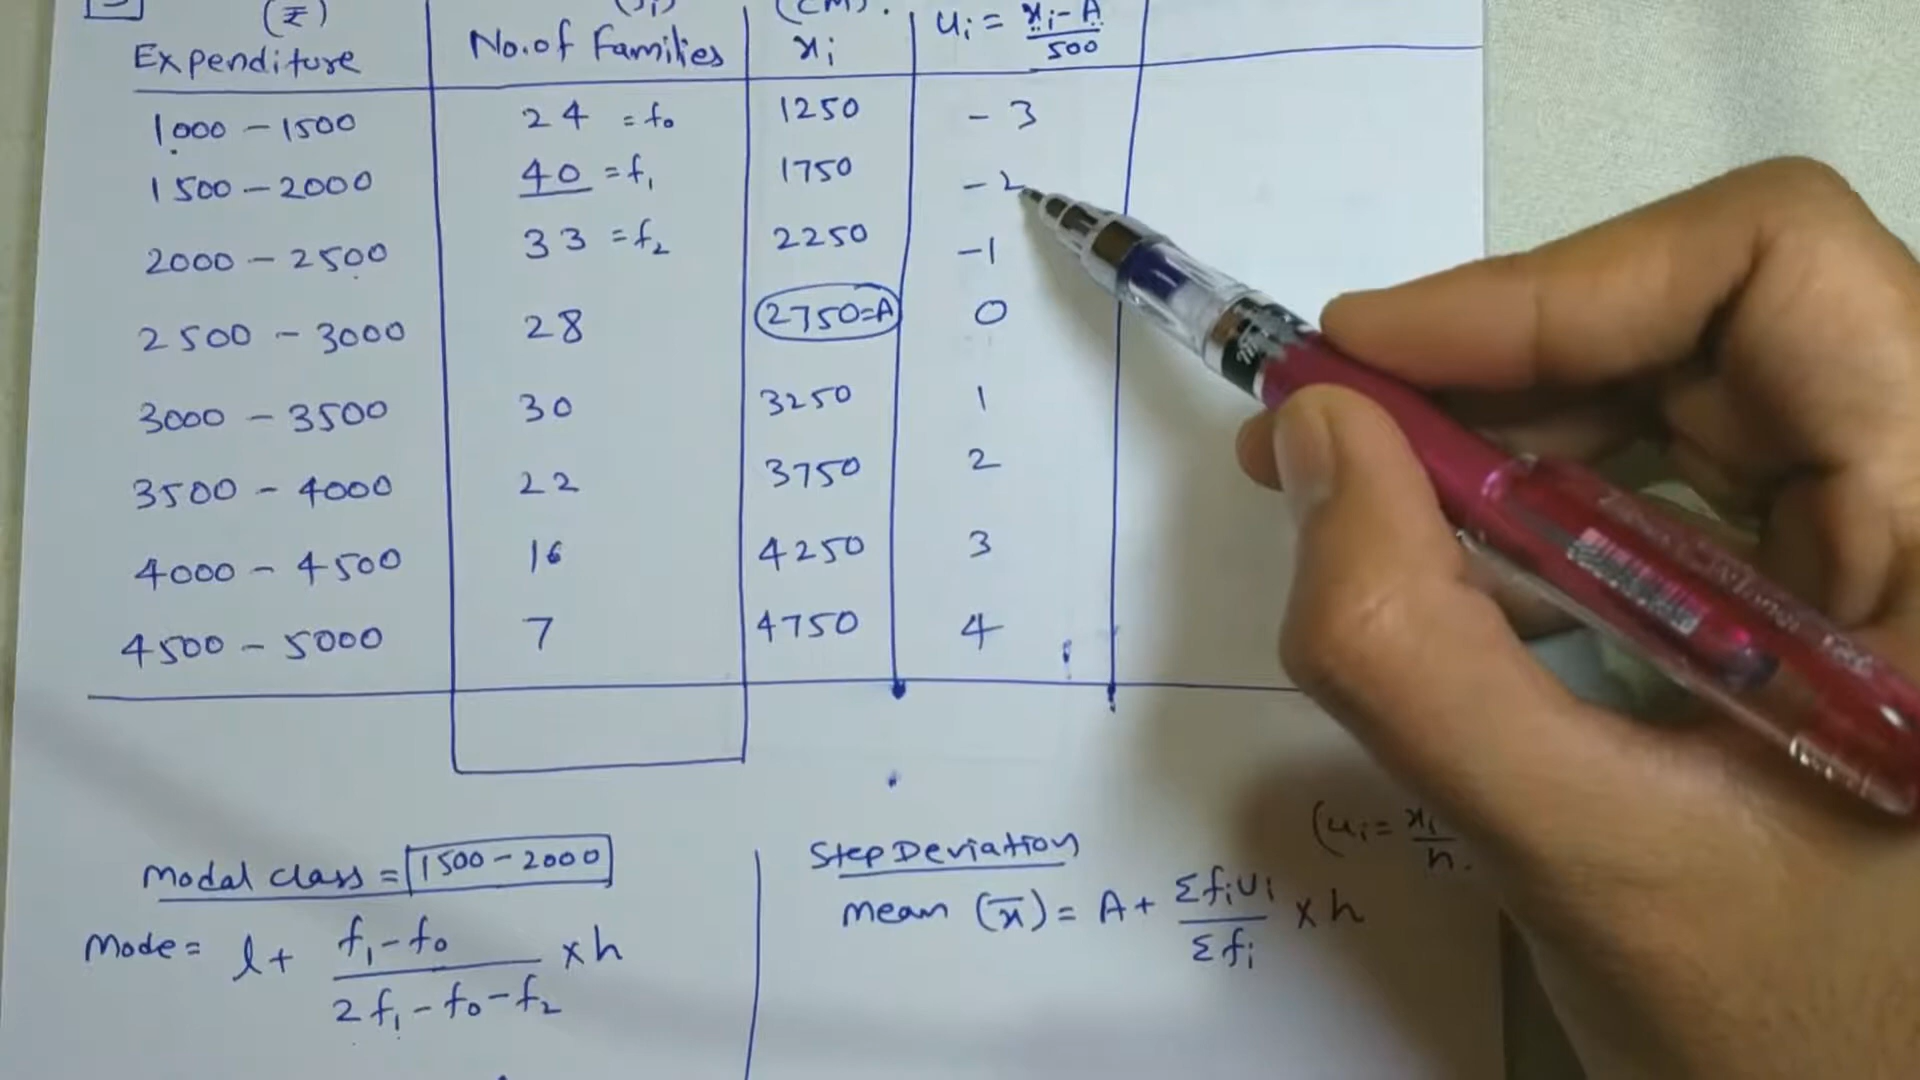 (₹)
Expenditure No. of Families xi ui = xi - A / 500
1000 - 1500 24 = f0 1250 - 3
1500 - 2000 40 = f1 1750 - 2
2000 - 2500 33 = f2 2250 - 1
2500 - 3000 28 2750=A 0
3000 - 3500 30 3250 1
3500 - 4000 22 3750 2
4000 - 4500 16 4250 3
4500 - 5000 7 4750 4
Modal class = 1500 - 2000
Mode = l + f1 - f0 / 2f1 - f0 - f2 x h
Step Deviation
mean (x̄) = A + Σfiui / Σfi x h
(ui = xi / h